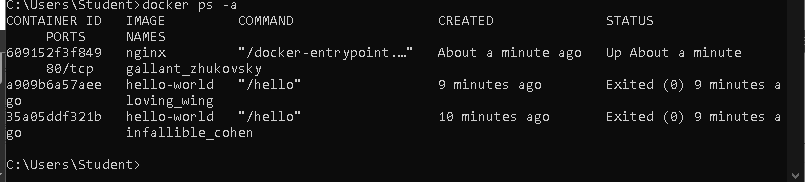 C:\Users\Student>docker ps -a
CONTAINER ID   IMAGE         COMMAND                  CREATED              STATUS
     PORTS     NAMES
609152f3f849   nginx         "/docker-entrypoint.…"   About a minute ago   Up About a minute
     80/tcp    gallant_zhukovsky
a909b6a57aee   hello-world   "/hello"                 9 minutes ago        Exited (0) 9 minutes a
go             loving_wing
35a05ddf321b   hello-world   "/hello"                 10 minutes ago       Exited (0) 9 minutes a
go             infallible_cohen
C:\Users\Student>